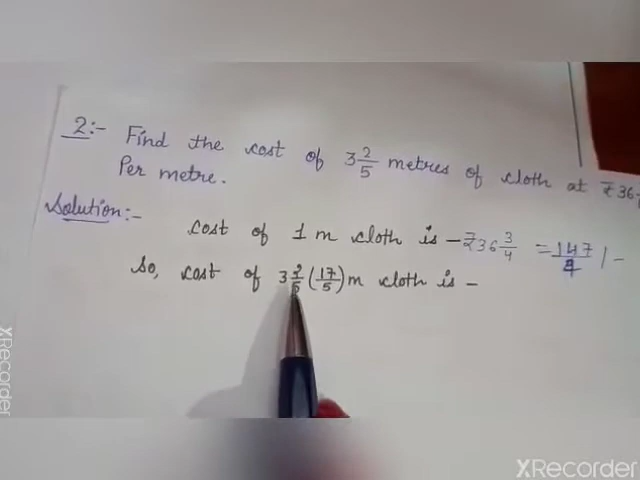 2:- Find the cost of 3 2/5 metres of cloth at ₹36
Per metre.
Solution:-
cost of 1 m cloth is - ₹36 3/4 = 147/4 /-
So, cost of 3 2/5 (17/5) m cloth is -
XRecorder
XRecorder